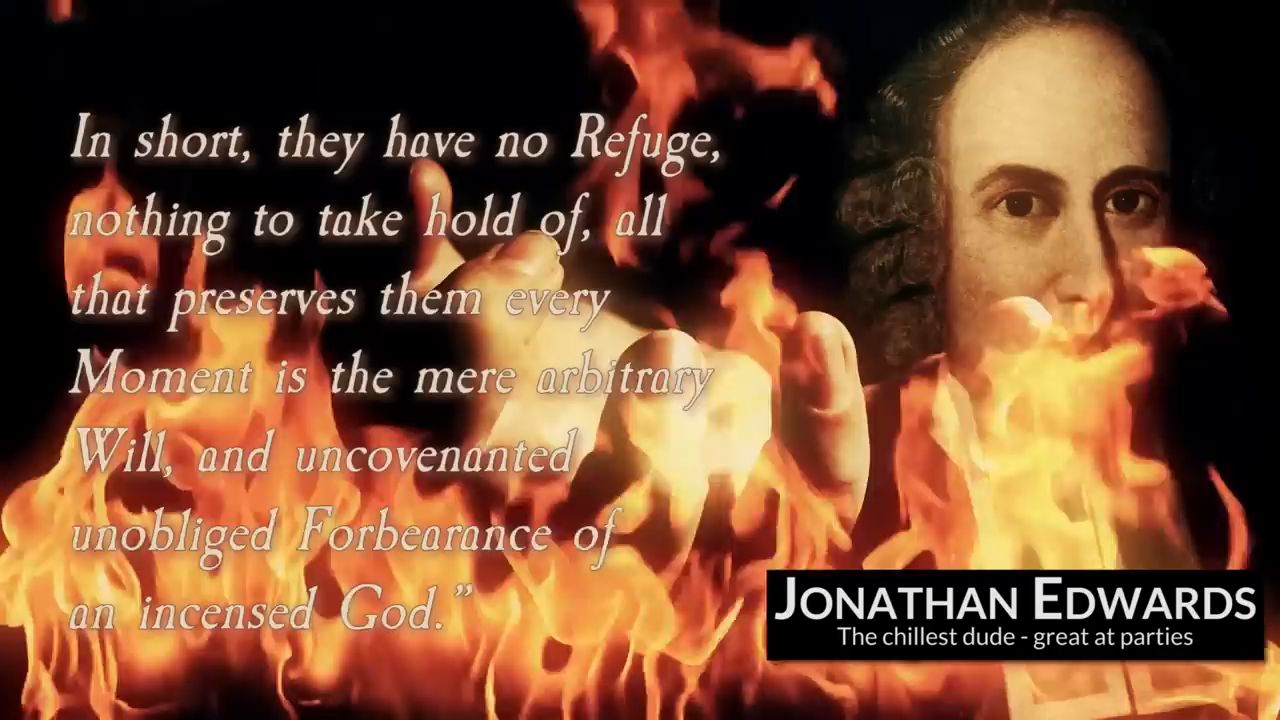 In short, they have no Refuge,
nothing to take hold of, all
that preserves them every
Moment is the mere arbitrary
Will, and uncovenanted
unobliged Forbearance of
an incensed God.”
JONATHAN EDWARDS
The chillest dude - great at parties